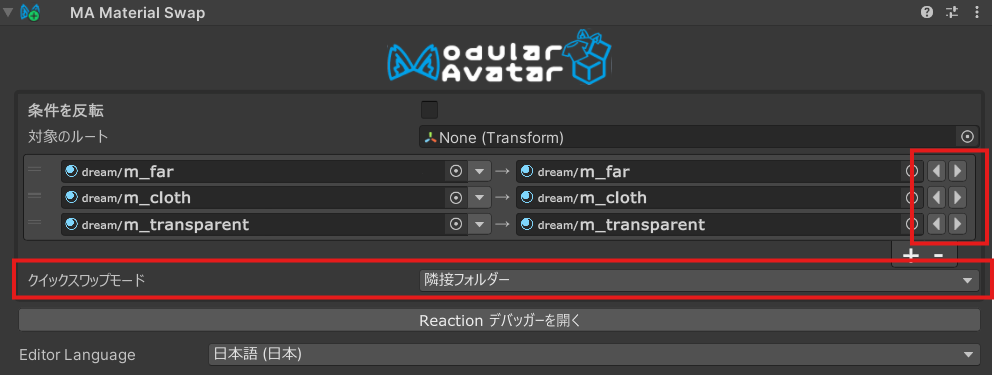 MA Material Swap
Modular Avatar
条件を反転
対象のルート None (Transform)
dream/m_far → dream/m_far
dream/m_cloth → dream/m_cloth
dream/m_transparent → dream/m_transparent
+ -
クイックスワップモード 隣接フォルダー
Reaction デバッガーを開く
Editor Language 日本語 (日本)